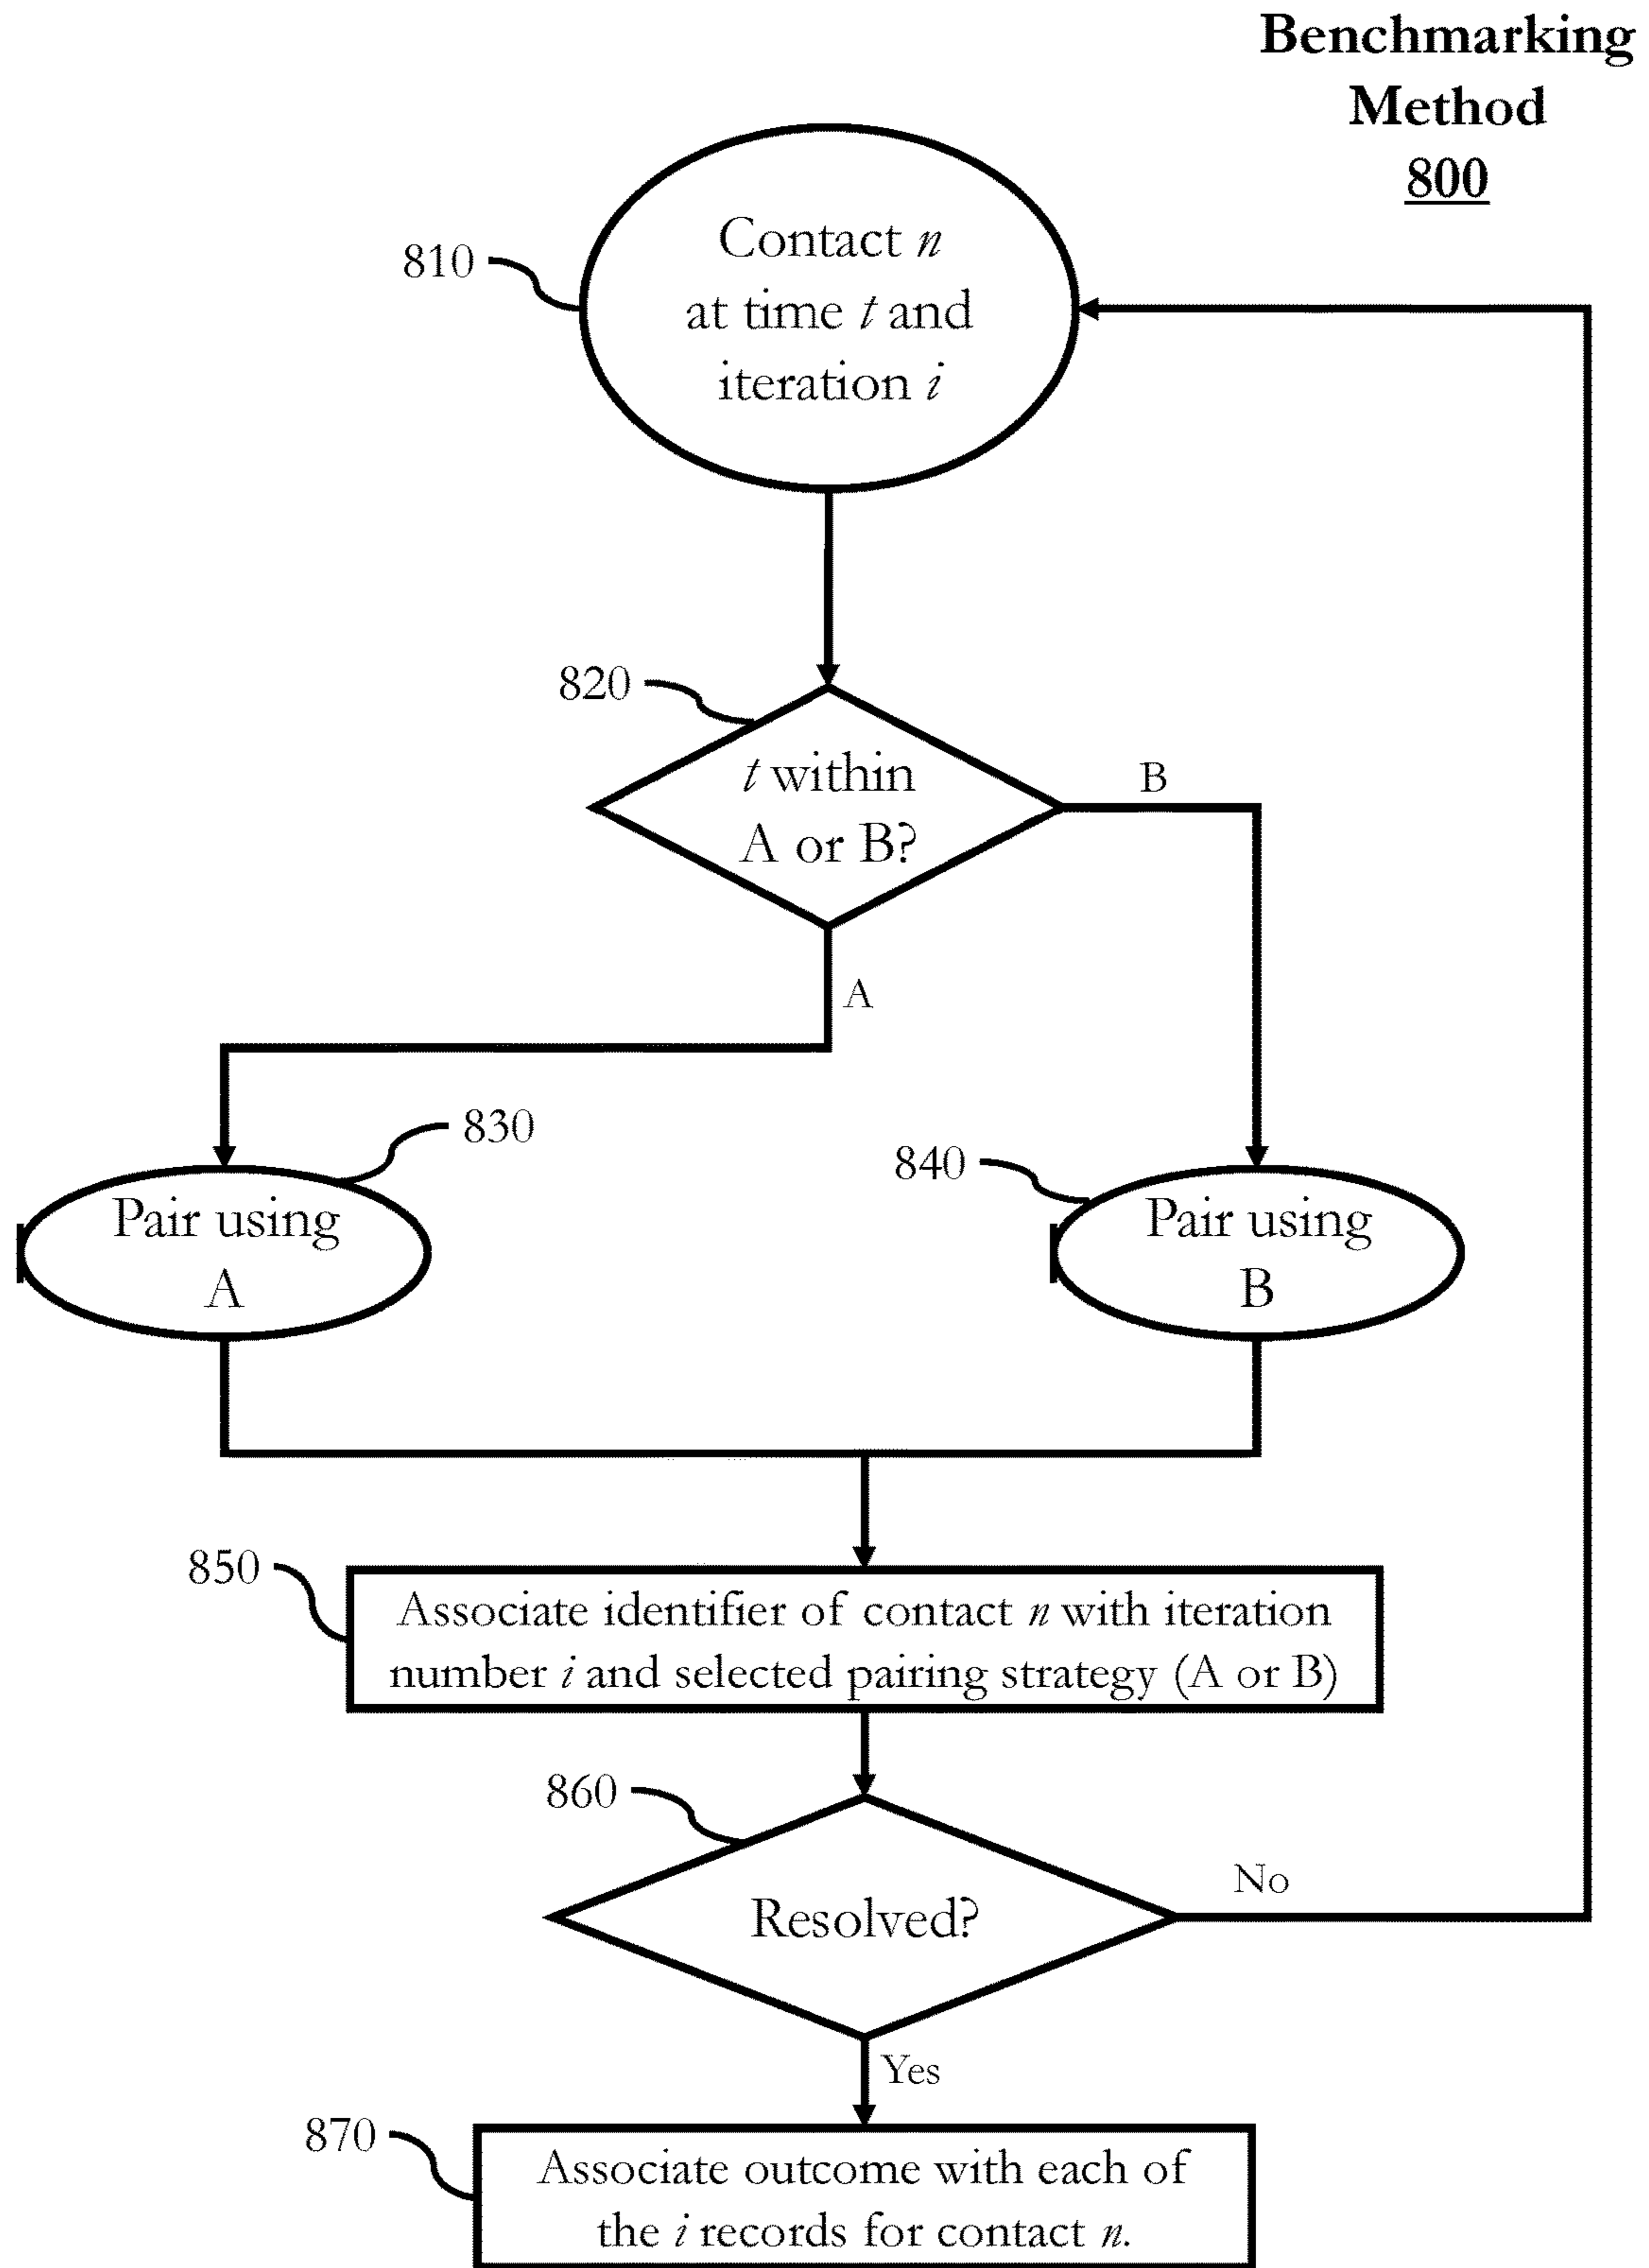 Benchmarking
Method
800
810
Contact n
at time t and
iteration i
820
t within
A or B?
B
A
830
Pair using
A
840
Pair using
B
850
Associate identifier of contact n with iteration
number i and selected pairing strategy (A or B)
860
Resolved?
No
Yes
870
Associate outcome with each of
the i records for contact n.